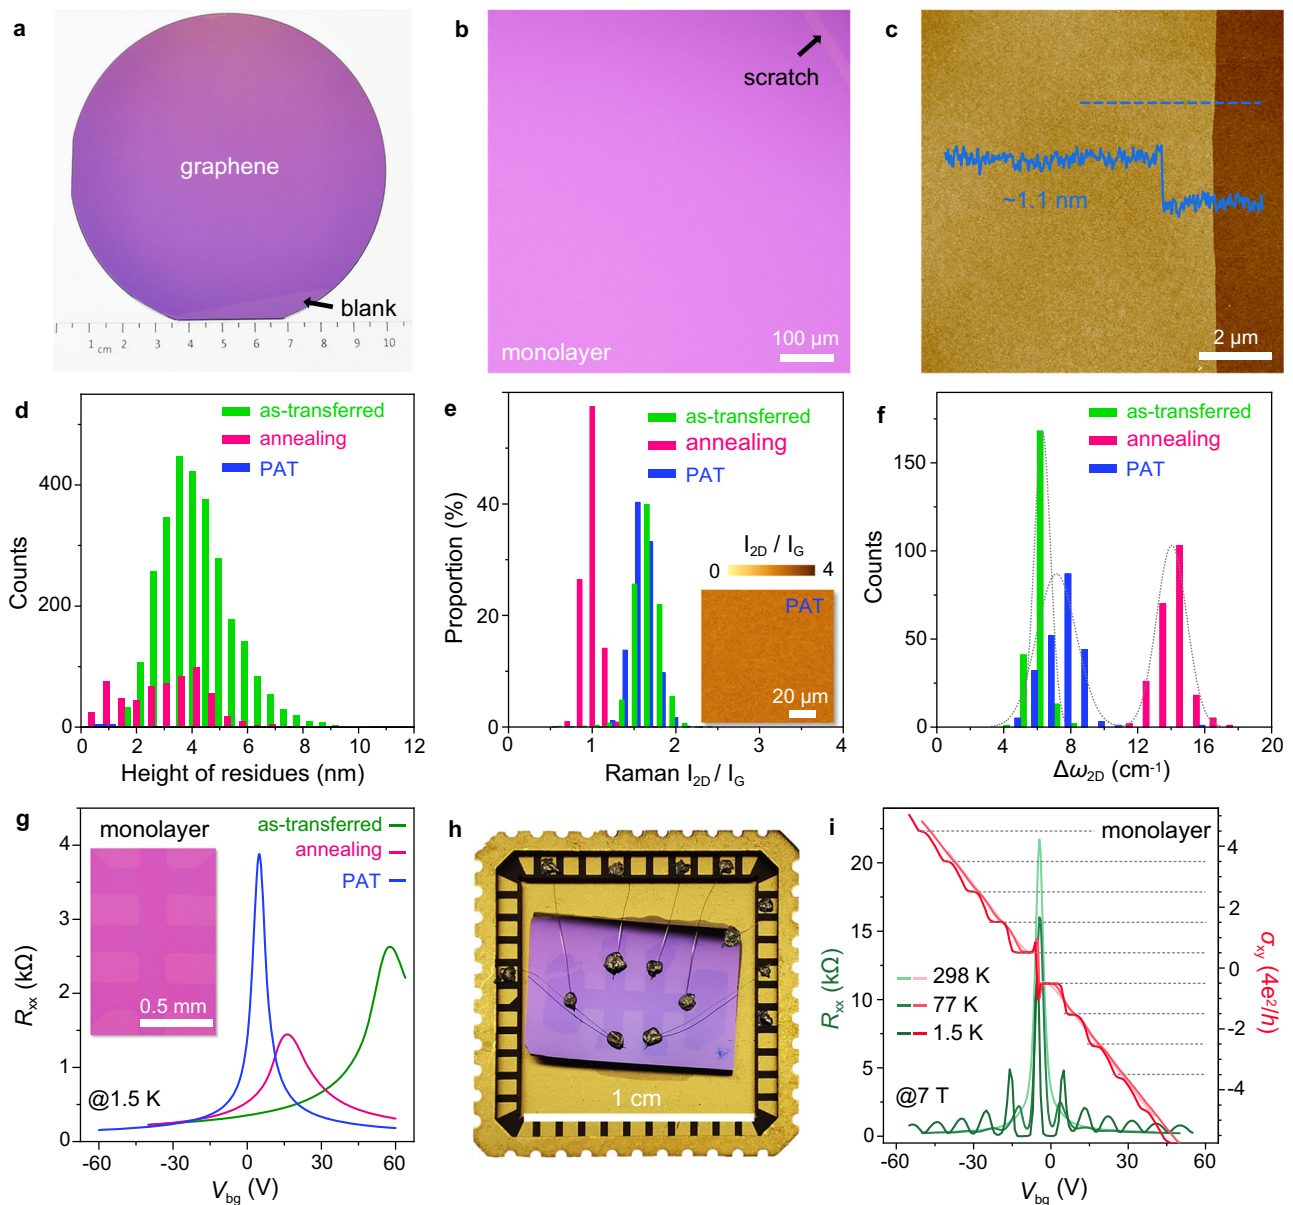 a
graphene
blank
1 cm 2 3 4 5 6 7 8 9 10
b
scratch
monolayer
100 μm
c
~1.1 nm
2 μm
d
as-transferred
annealing
PAT
400
200
0
Counts
0 2 4 6 8 10 12
Height of residues (nm)
e
as-transferred
annealing
PAT
I2D / IG
0 4
PAT
20 μm
40
20
0
Proportion (%)
0 1 2 3 4
Raman I2D / IG
f
as-transferred
annealing
PAT
150
100
50
0
Counts
0 4 8 12 16 20
Δω2D (cm-1)
g
monolayer
as-transferred
annealing
PAT
0.5 mm
@1.5 K
4
3
2
1
0
Rxx (kΩ)
-60 -30 0 30 60
Vbg (V)
h
1 cm
i
monolayer
298 K
77 K
1.5 K
@7 T
20
15
10
5
0
Rxx (kΩ)
4
2
0
-2
-4
σxy (4e2/h)
-60 -30 0 30 60
Vbg (V)